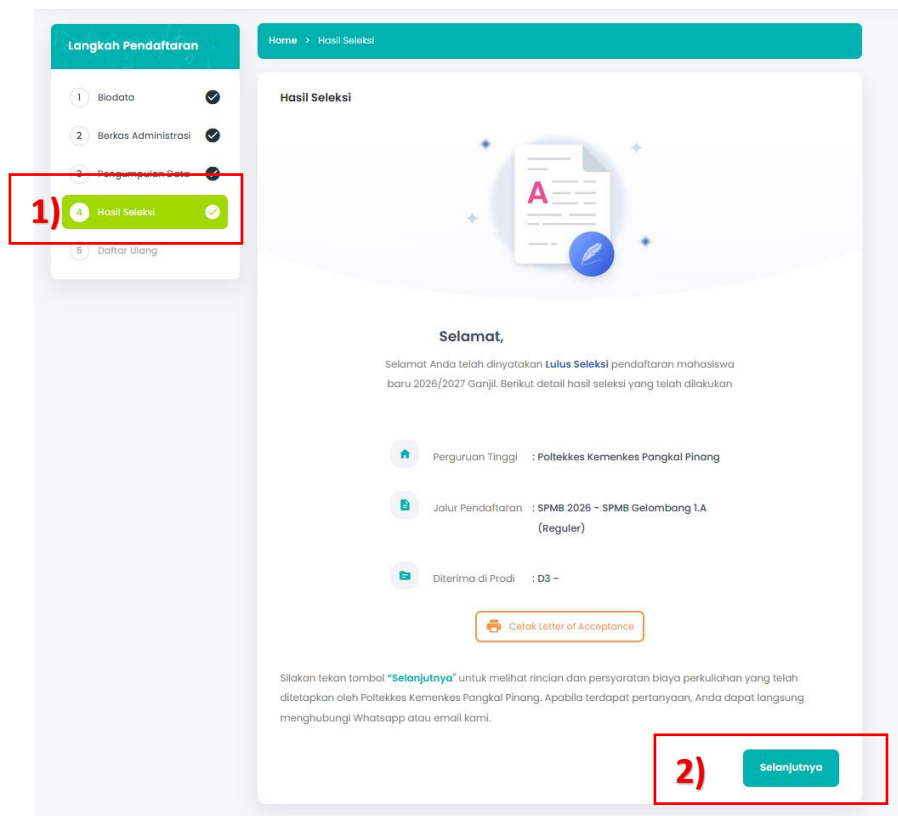 Langkah Pendaftaran
1 Biodata
2 Berkas Administrasi
3 Pengumpulan Data
1)
4 Hasil Seleksi
5 Daftar Ulang
Home > Hasil Seleksi
Hasil Seleksi
A
Selamat,
Selamat Anda telah dinyatakan Lulus Seleksi pendaftaran mahasiswa
baru 2026/2027 Ganjil. Berikut detail hasil seleksi yang telah dilakukan
Perguruan Tinggi : Poltekkes Kemenkes Pangkal Pinang
Jalur Pendaftaran : SPMB 2026 - SPMB Gelombang 1.A
(Reguler)
Diterima di Prodi : D3 -
Cetak Letter of Acceptance
Silakan tekan tombol "Selanjutnya" untuk melihat rincian dan persyaratan biaya perkuliahan yang telah
ditetapkan oleh Poltekkes Kemenkes Pangkal Pinang. Apabila terdapat pertanyaan, Anda dapat langsung
menghubungi Whatsapp atau email kami.
2)
Selanjutnya